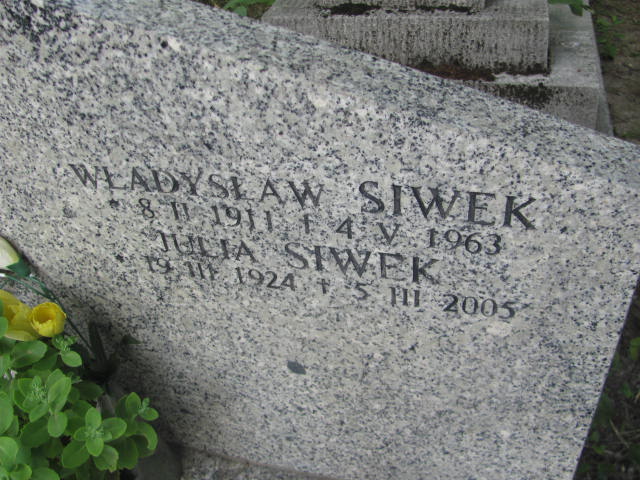 WŁADYSŁAW SIWEK
* 8 II 1911 † 4 V 1963
JULIA SIWEK
* 19 III 1924 † 5 III 2005